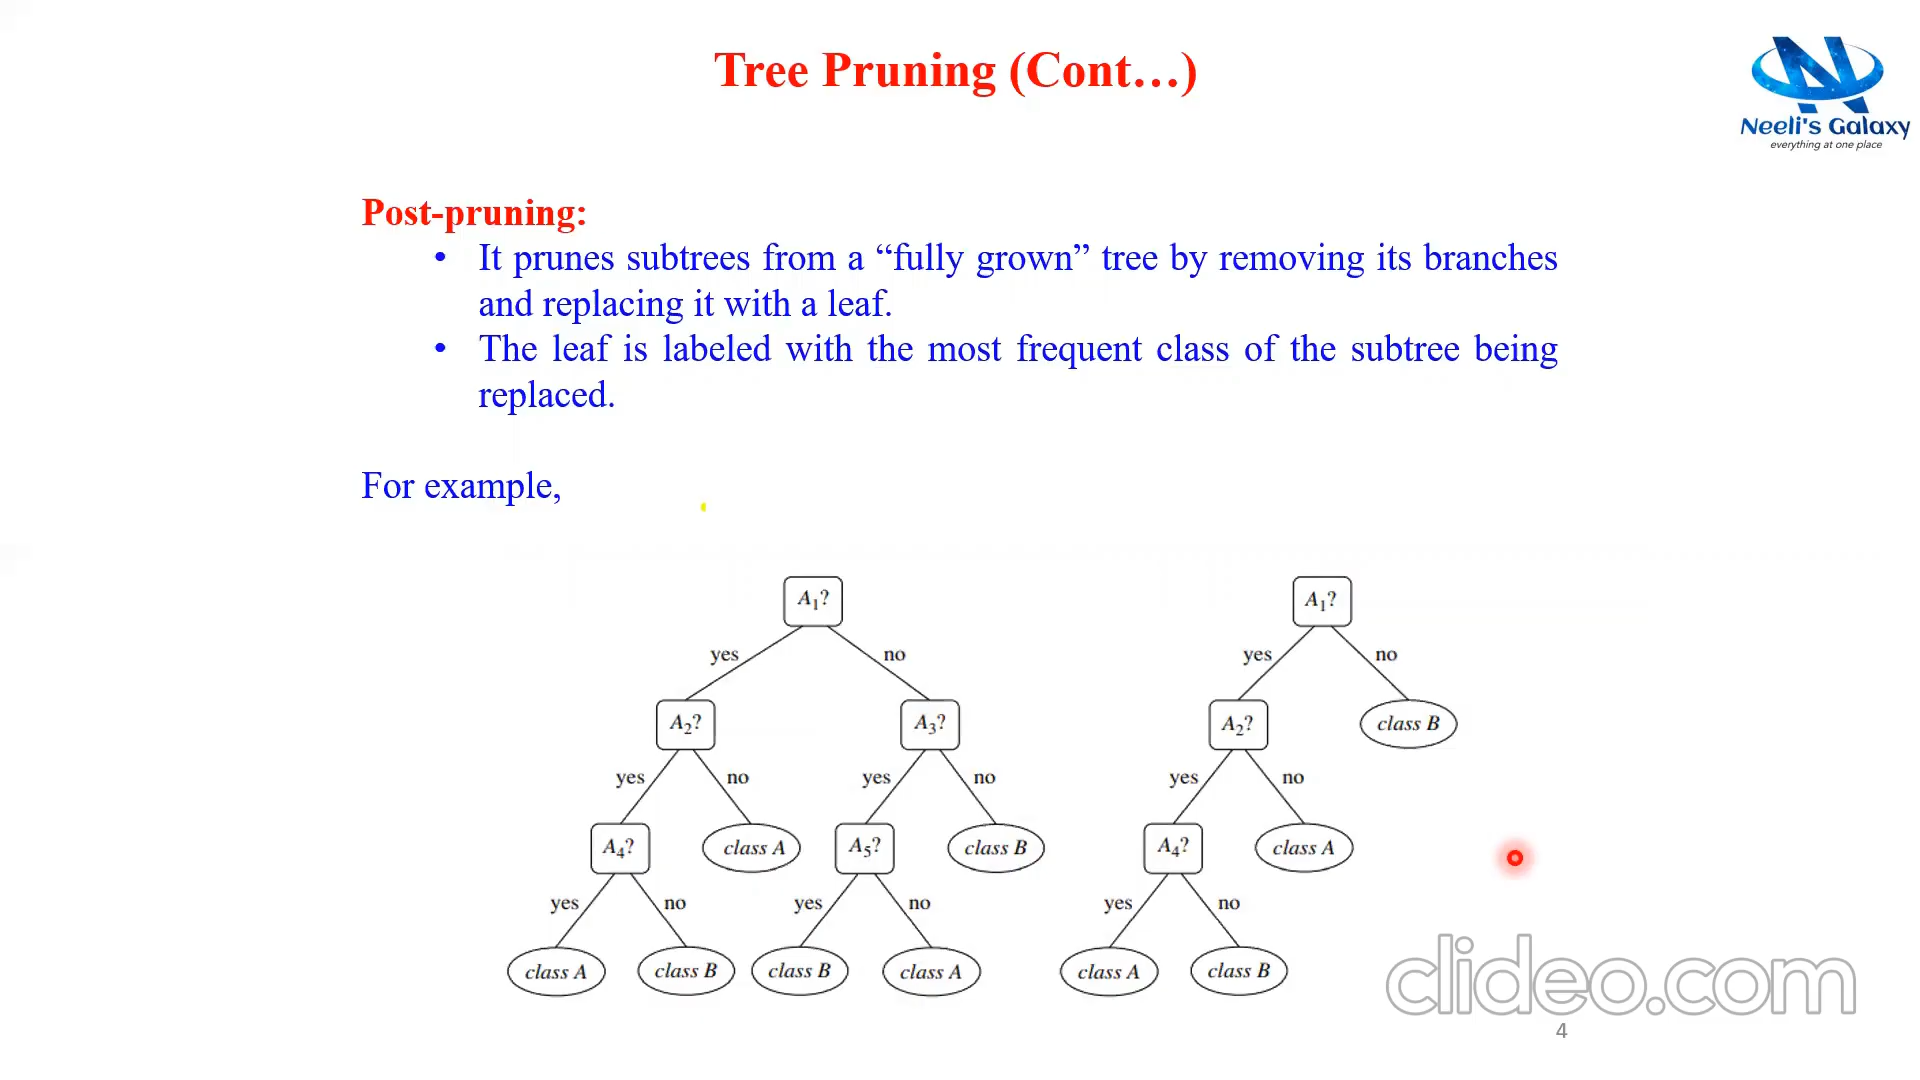 Tree Pruning (Cont…)
Neeli's Galaxy
everything at one place
Post-pruning:
• It prunes subtrees from a “fully grown” tree by removing its branches
and replacing it with a leaf.
• The leaf is labeled with the most frequent class of the subtree being
replaced.
For example,
A1? A1?
yes no yes no
A2? A3? A2? class B
yes no yes no yes no
A4? class A A5? class B A4? class A
yes no yes no yes no
class A class B class B class A class A class B
clideo.com
4